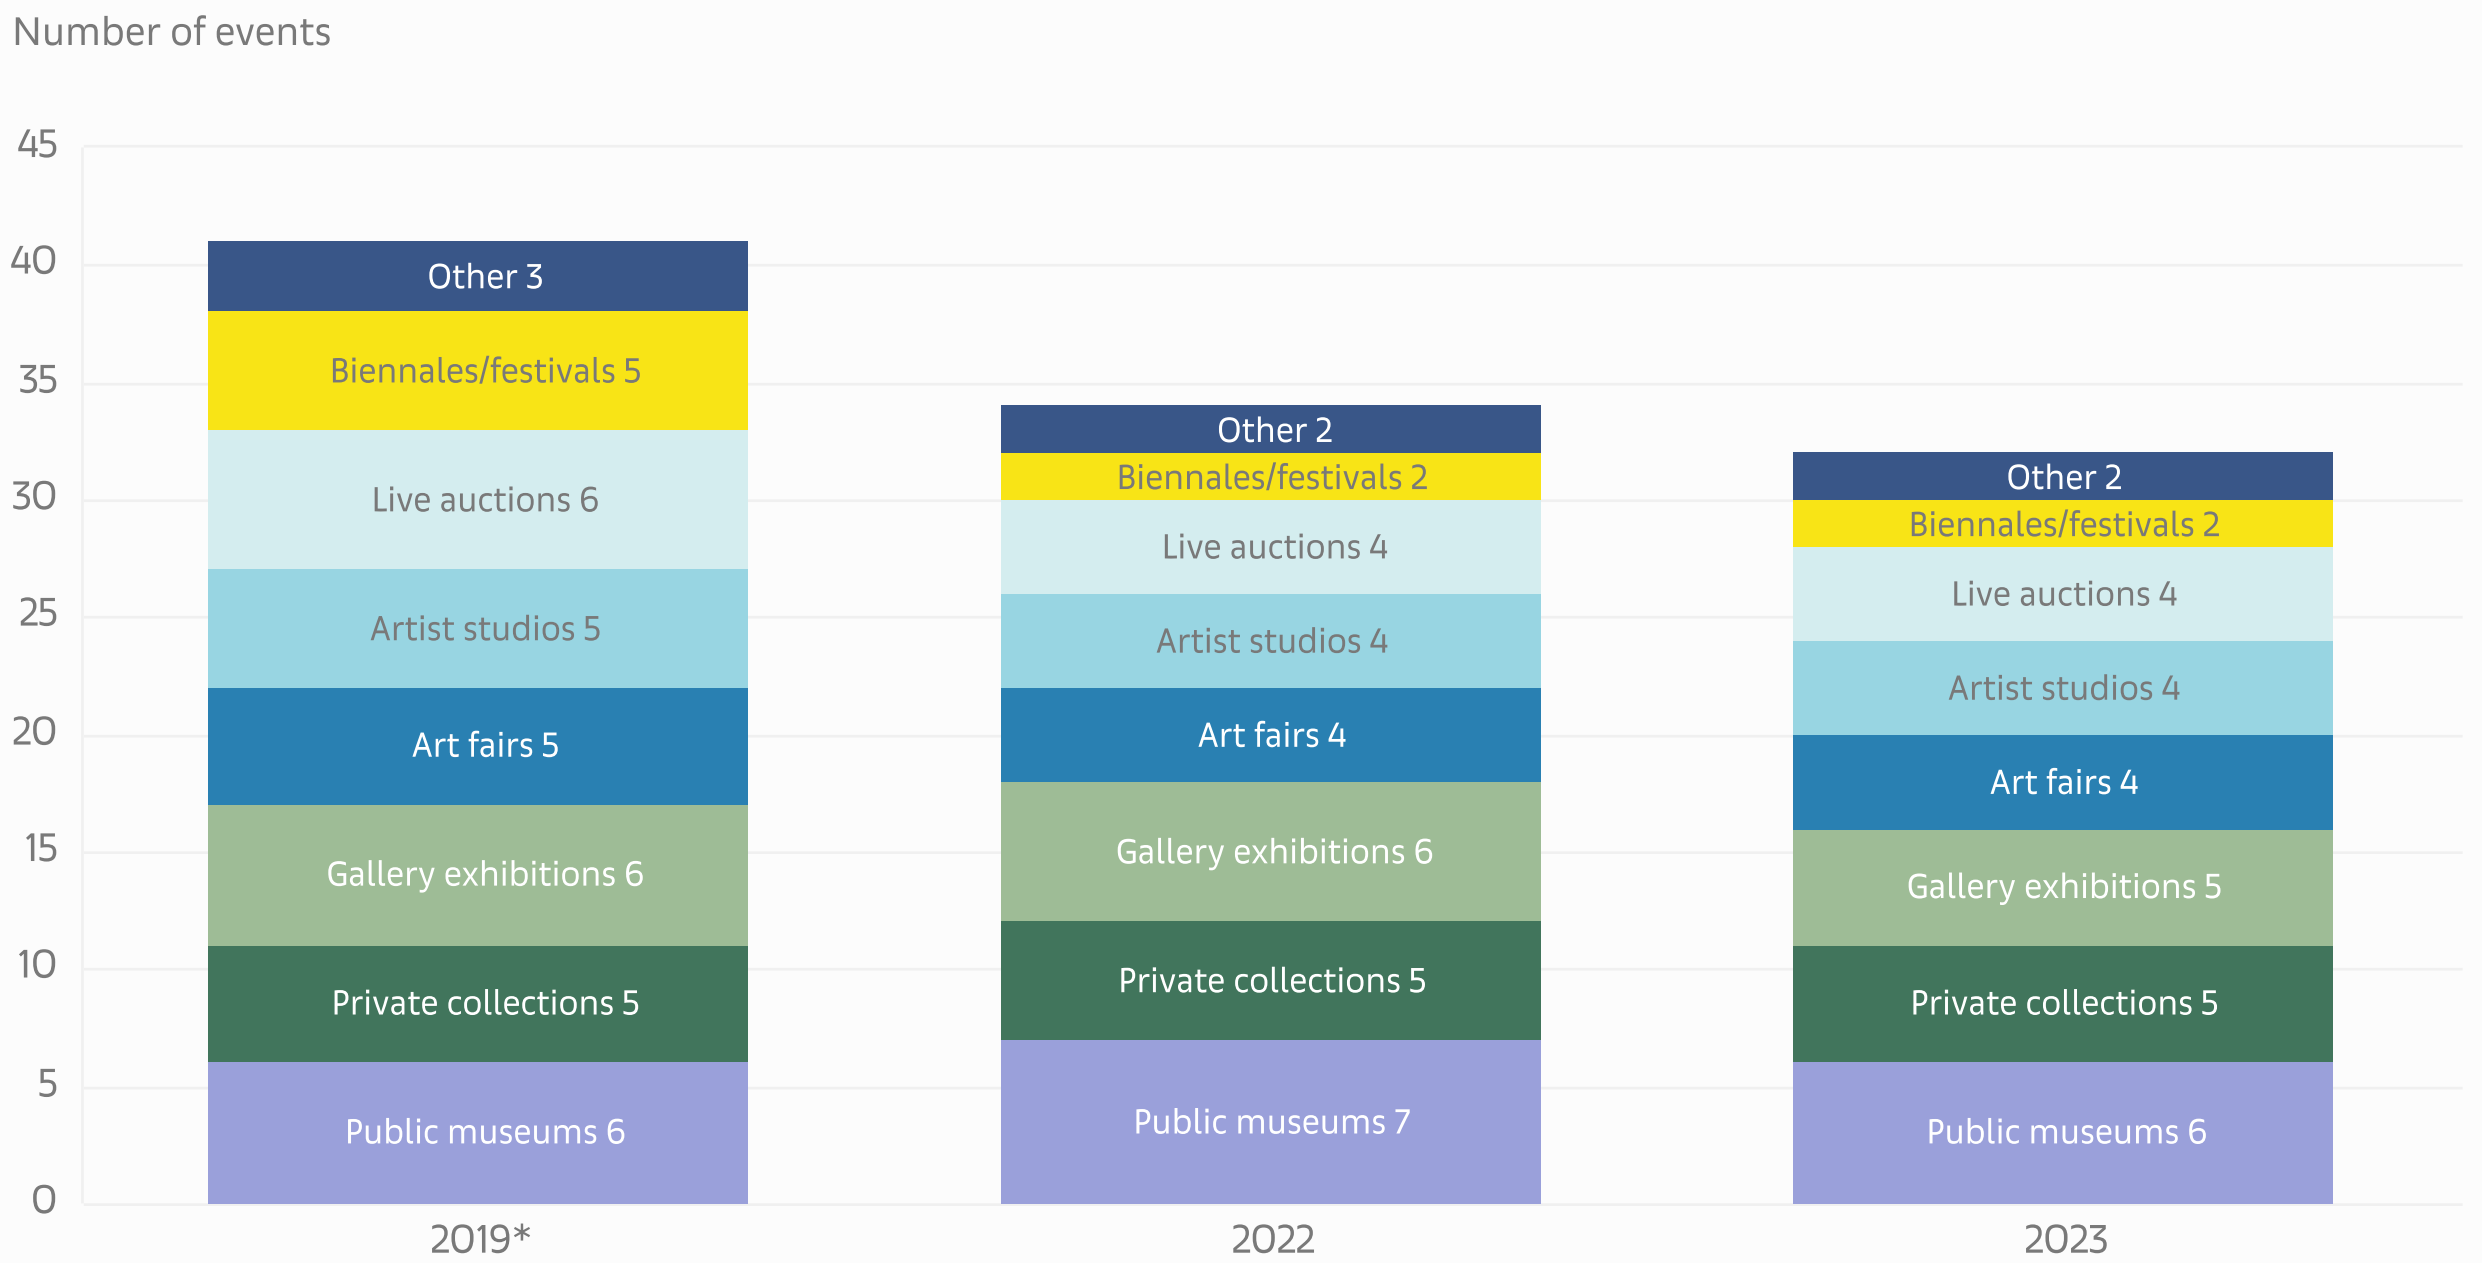 Number of events
45
40
35
30
25
20
15
10
5
0
Other 3
Biennales/festivals 5
Live auctions 6
Artist studios 5
Art fairs 5
Gallery exhibitions 6
Private collections 5
Public museums 6
Other 2
Biennales/festivals 2
Live auctions 4
Artist studios 4
Art fairs 4
Gallery exhibitions 6
Private collections 5
Public museums 7
Other 2
Biennales/festivals 2
Live auctions 4
Artist studios 4
Art fairs 4
Gallery exhibitions 5
Private collections 5
Public museums 6
2019*
2022
2023